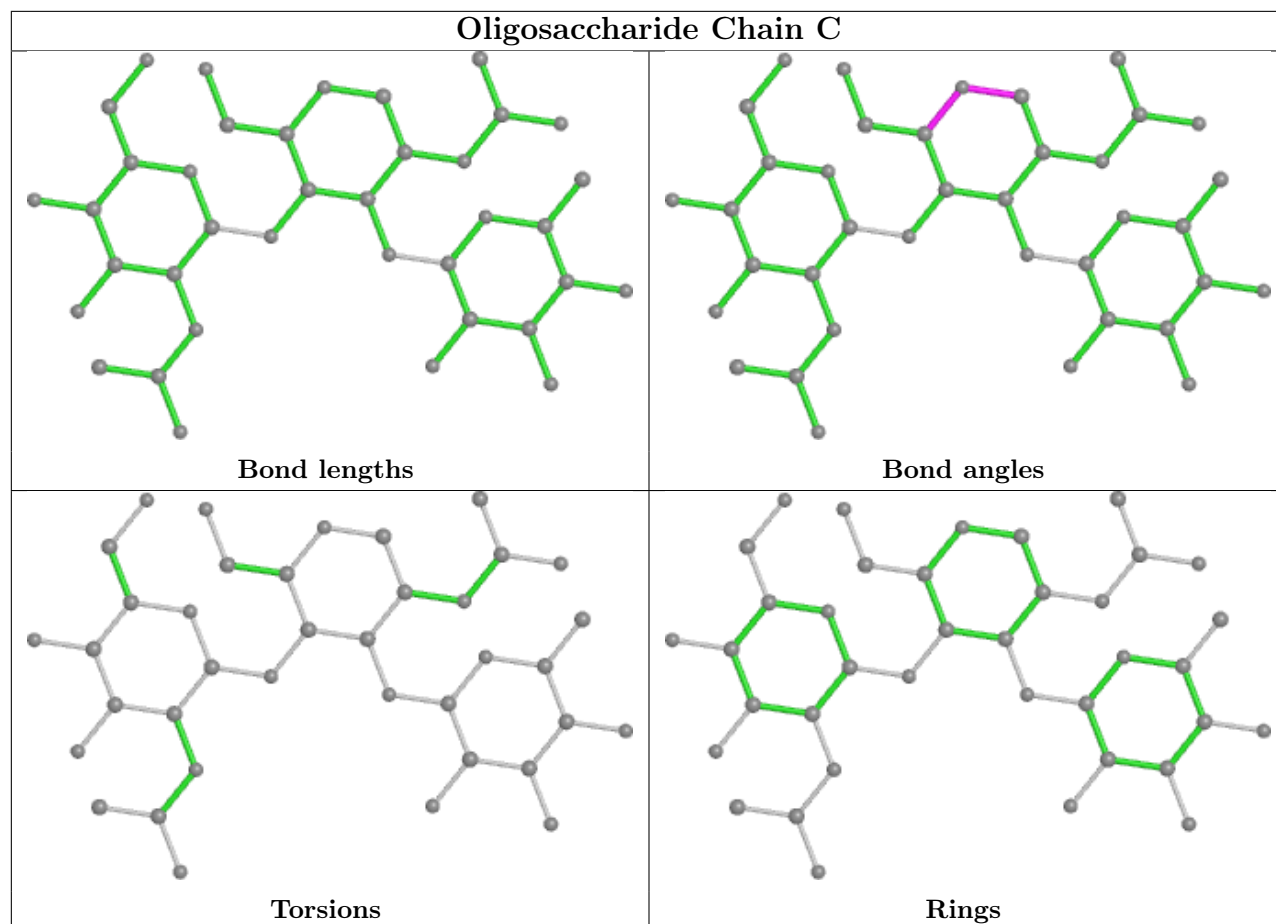 Oligosaccharide Chain C
Bond lengths
Bond angles
Torsions
Rings